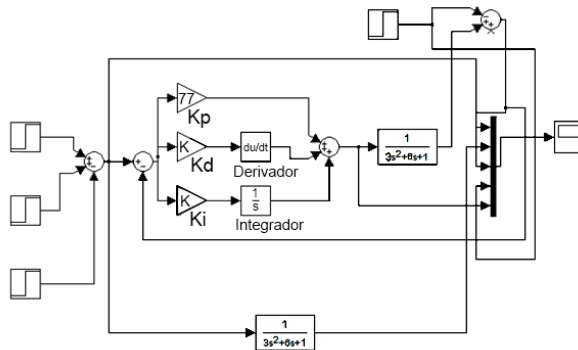 77
Kp
K
du/dt
Kd
Derivador
K
1
s
Ki
Integrador
1
3s²+6s+1
1
3s²+6s+1